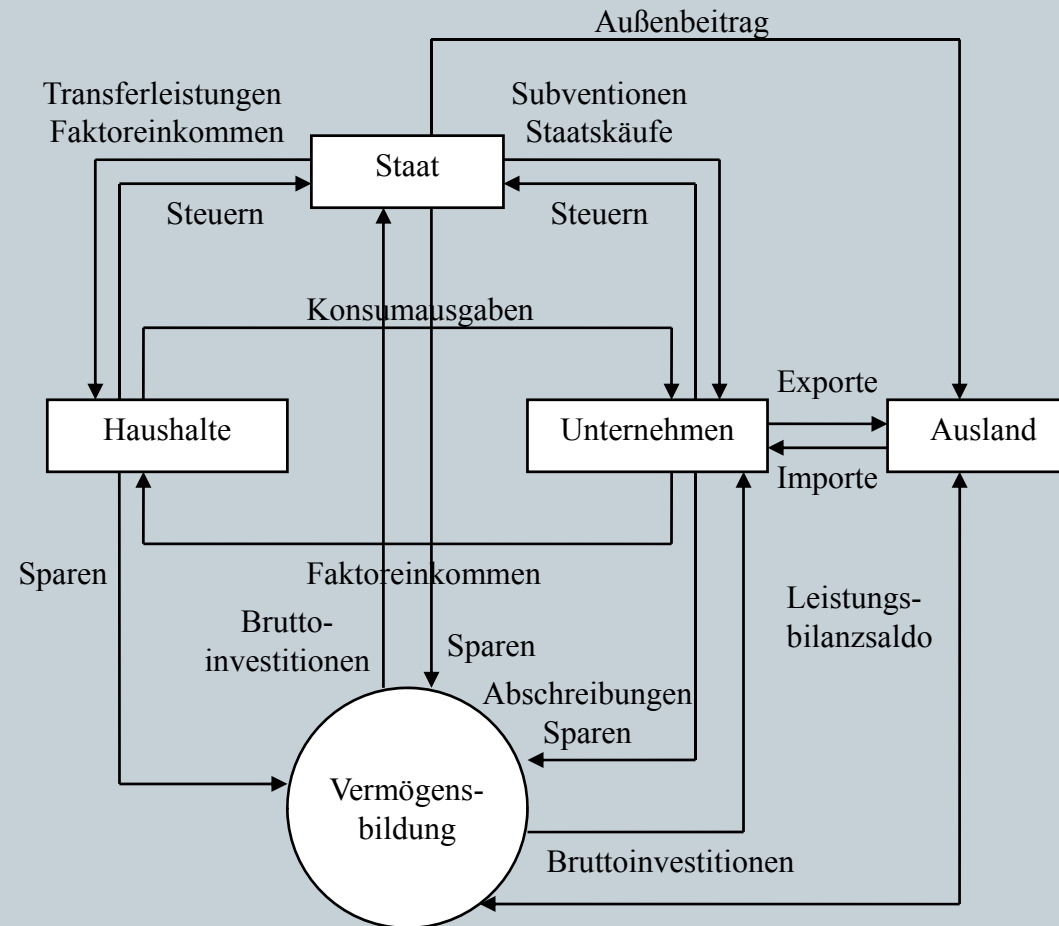 Außenbeitrag
Transferleistungen
Faktoreinkommen
Subventionen
Staatskäufe
Staat
Steuern
Steuern
Konsumausgaben
Exporte
Haushalte
Unternehmen
Ausland
Importe
Sparen
Faktoreinkommen
Leistungs-
bilanzsaldo
Brutto-
investitionen
Sparen
Abschreibungen
Sparen
Vermögens-
bildung
Bruttoinvestitionen